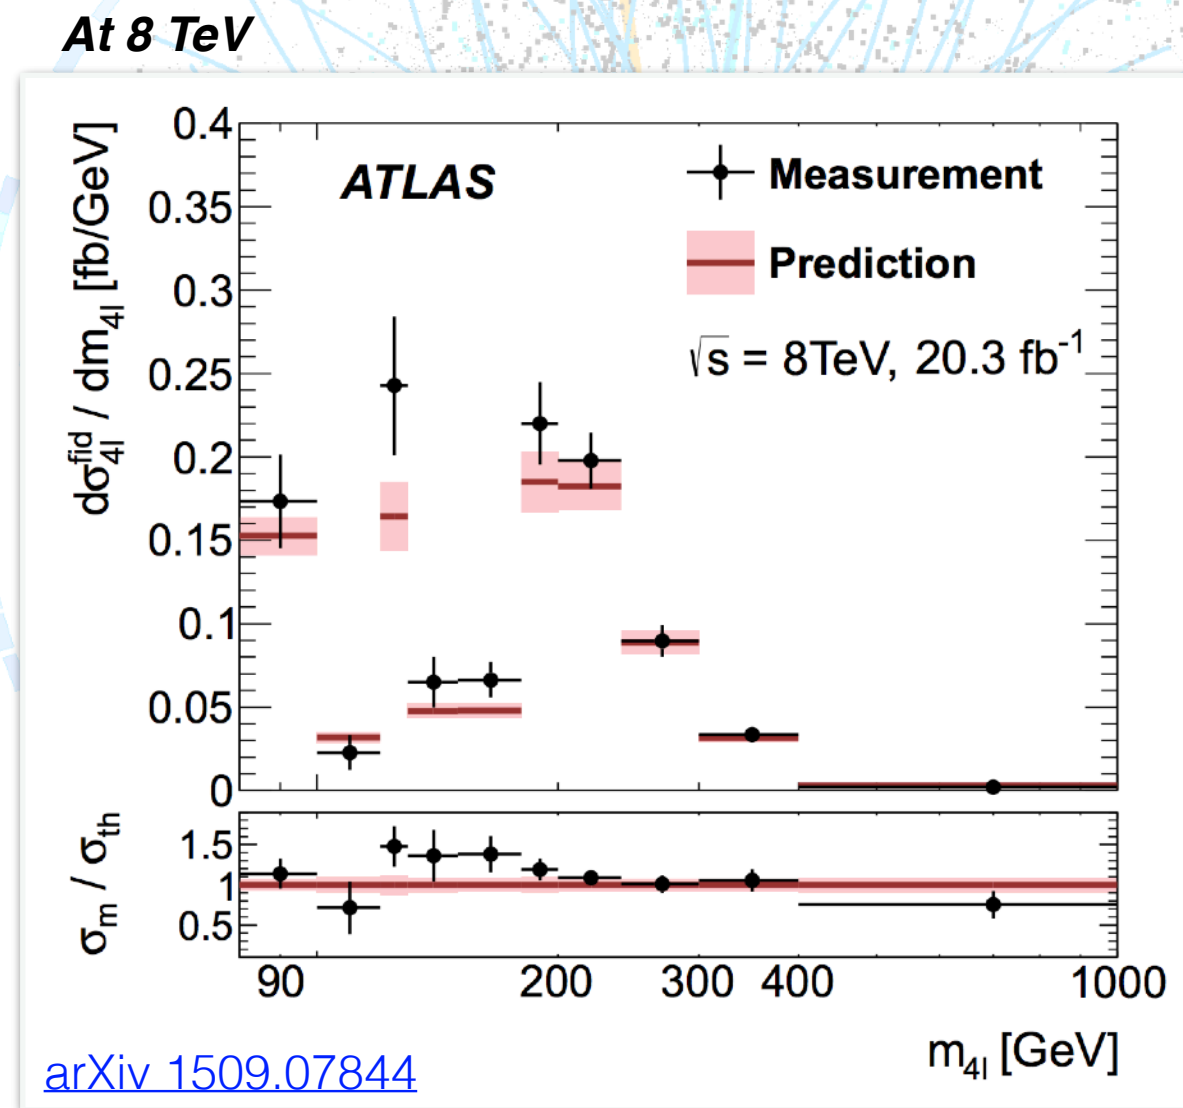 At 8 TeV
0.4
0.35
0.3
0.25
0.2
0.15
0.1
0.05
0
dσ4l^fid / dm4l [fb/GeV]
ATLAS
Measurement
Prediction
√s = 8TeV, 20.3 fb-1
σm / σth
1.5
1
0.5
90 200 300 400 1000
m4l [GeV]
arXiv 1509.07844